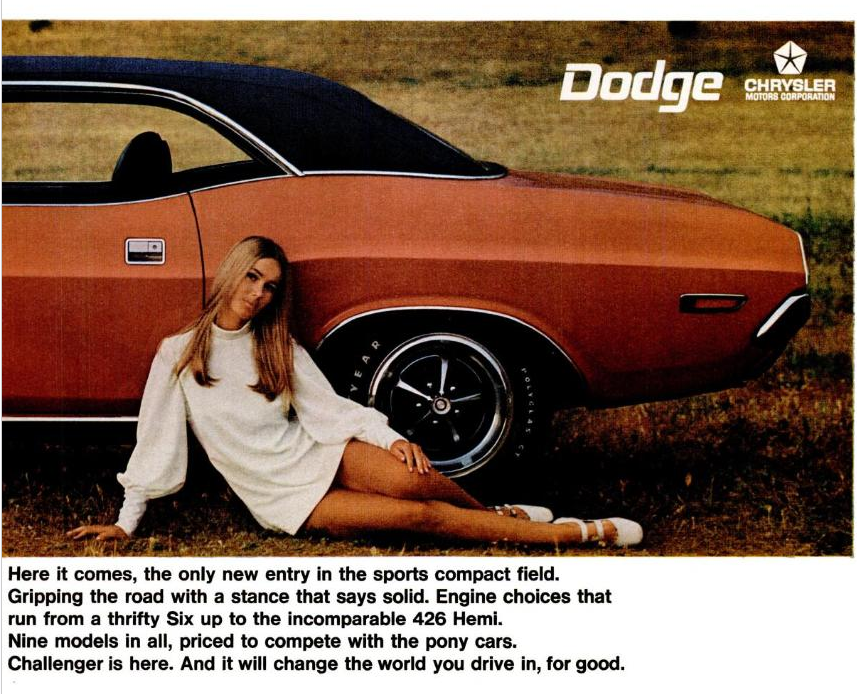 Dodge
CHRYSLER
MOTORS CORPORATION
YEAR
POLYGLAS GT
Here it comes, the only new entry in the sports compact field.
Gripping the road with a stance that says solid. Engine choices that
run from a thrifty Six up to the incomparable 426 Hemi.
Nine models in all, priced to compete with the pony cars.
Challenger is here. And it will change the world you drive in, for good.